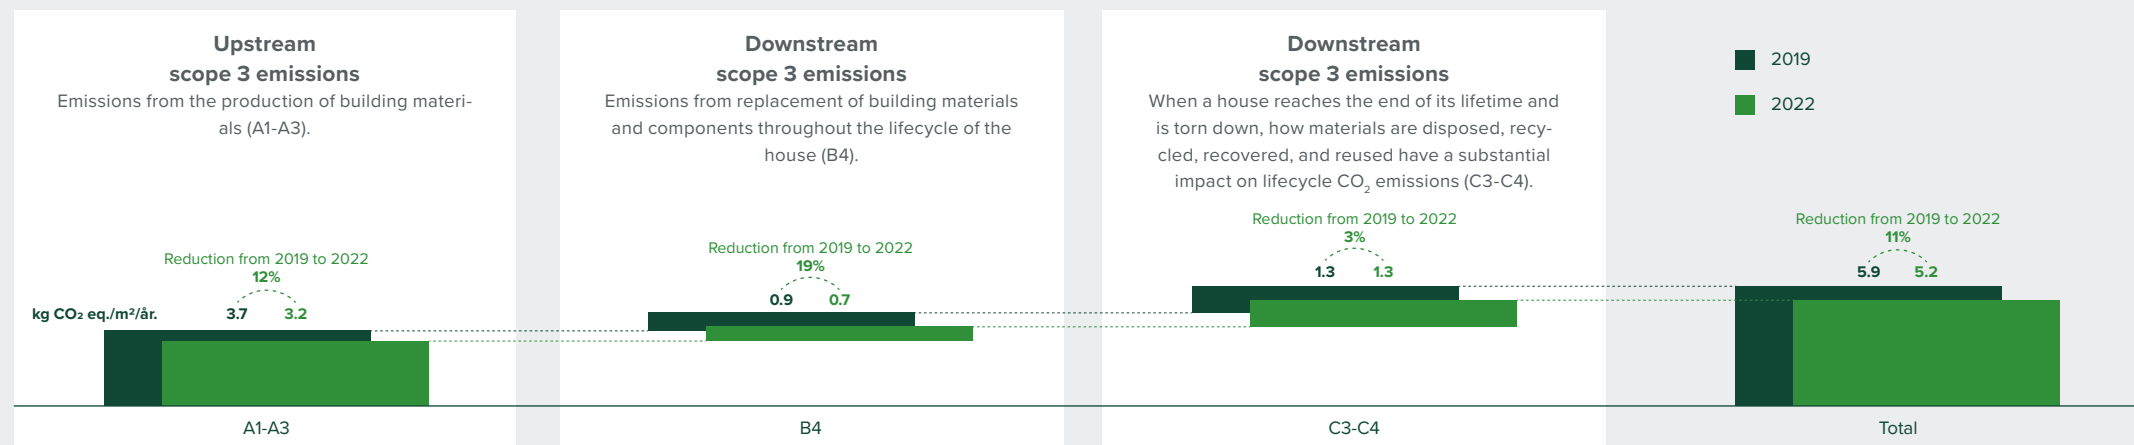 Upstream
scope 3 emissions
Emissions from the production of building materi-
als (A1-A3).
Reduction from 2019 to 2022
12%
kg CO₂ eq./m²/år.
3.7
3.2
A1-A3
Downstream
scope 3 emissions
Emissions from replacement of building materials
and components throughout the lifecycle of the
house (B4).
Reduction from 2019 to 2022
19%
0.9
0.7
B4
Downstream
scope 3 emissions
When a house reaches the end of its lifetime and
is torn down, how materials are disposed, recy-
cled, recovered, and reused have a substantial
impact on lifecycle CO₂ emissions (C3-C4).
Reduction from 2019 to 2022
3%
1.3
1.3
C3-C4
2019
2022
Reduction from 2019 to 2022
11%
5.9
5.2
Total